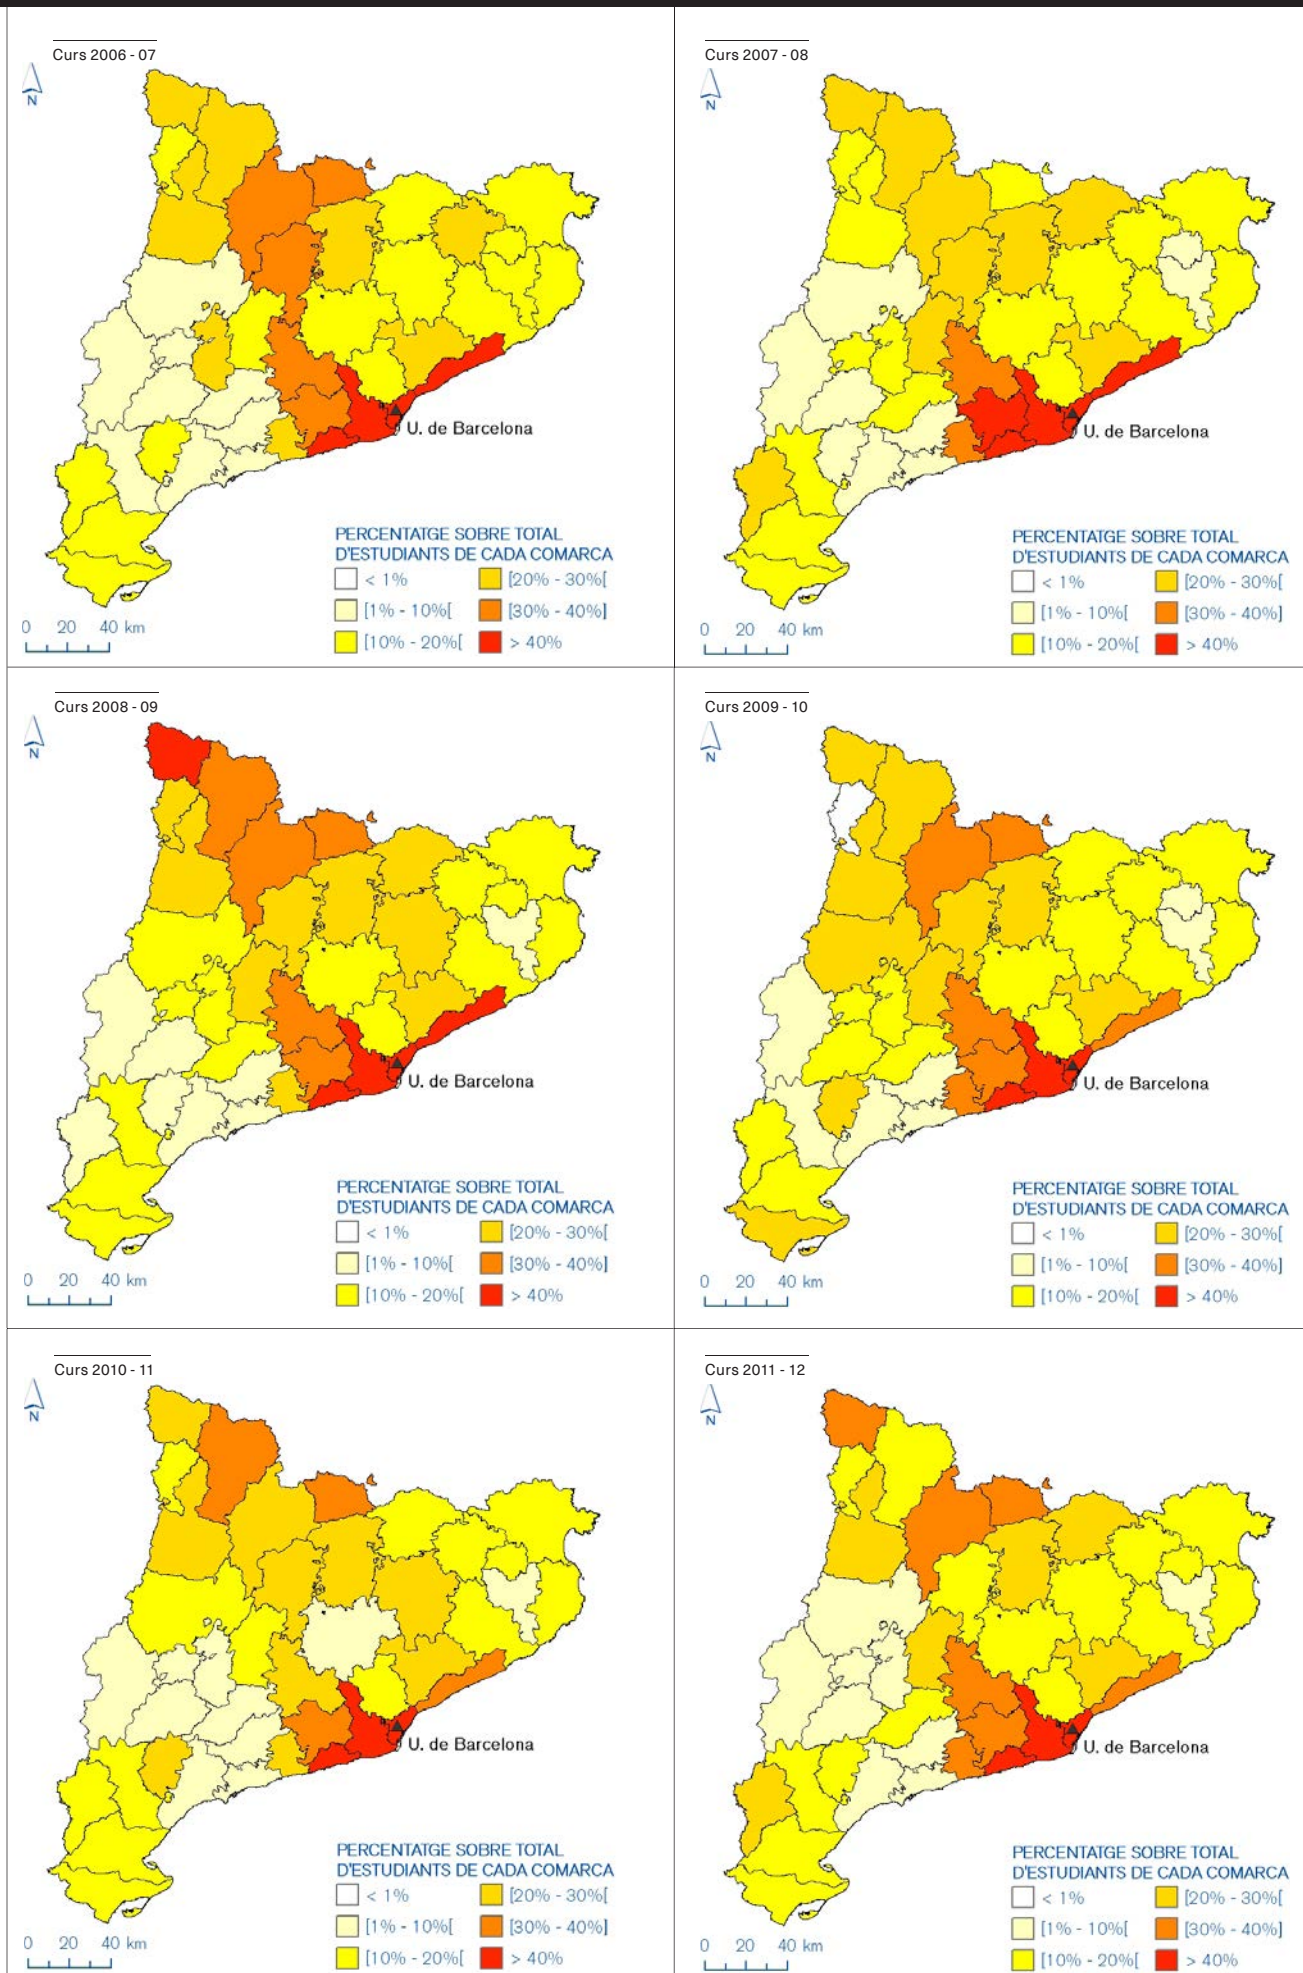 Curs 2006 - 07
N
U. de Barcelona
PERCENTATGE SOBRE TOTAL
D'ESTUDIANTS DE CADA COMARCA
< 1%
[20% - 30%[
[1% - 10%[
[30% - 40%]
[10% - 20%[
> 40%
0 20 40 km
Curs 2007 - 08
N
U. de Barcelona
PERCENTATGE SOBRE TOTAL
D'ESTUDIANTS DE CADA COMARCA
< 1%
[20% - 30%[
[1% - 10%[
[30% - 40%]
[10% - 20%[
> 40%
0 20 40 km
Curs 2008 - 09
N
U. de Barcelona
PERCENTATGE SOBRE TOTAL
D'ESTUDIANTS DE CADA COMARCA
< 1%
[20% - 30%[
[1% - 10%[
[30% - 40%]
[10% - 20%[
> 40%
0 20 40 km
Curs 2009 - 10
N
U. de Barcelona
PERCENTATGE SOBRE TOTAL
D'ESTUDIANTS DE CADA COMARCA
< 1%
[20% - 30%[
[1% - 10%[
[30% - 40%]
[10% - 20%[
> 40%
0 20 40 km
Curs 2010 - 11
N
U. de Barcelona
PERCENTATGE SOBRE TOTAL
D'ESTUDIANTS DE CADA COMARCA
< 1%
[20% - 30%[
[1% - 10%[
[30% - 40%]
[10% - 20%[
> 40%
0 20 40 km
Curs 2011 - 12
N
U. de Barcelona
PERCENTATGE SOBRE TOTAL
D'ESTUDIANTS DE CADA COMARCA
< 1%
[20% - 30%[
[1% - 10%[
[30% - 40%]
[10% - 20%[
> 40%
0 20 40 km